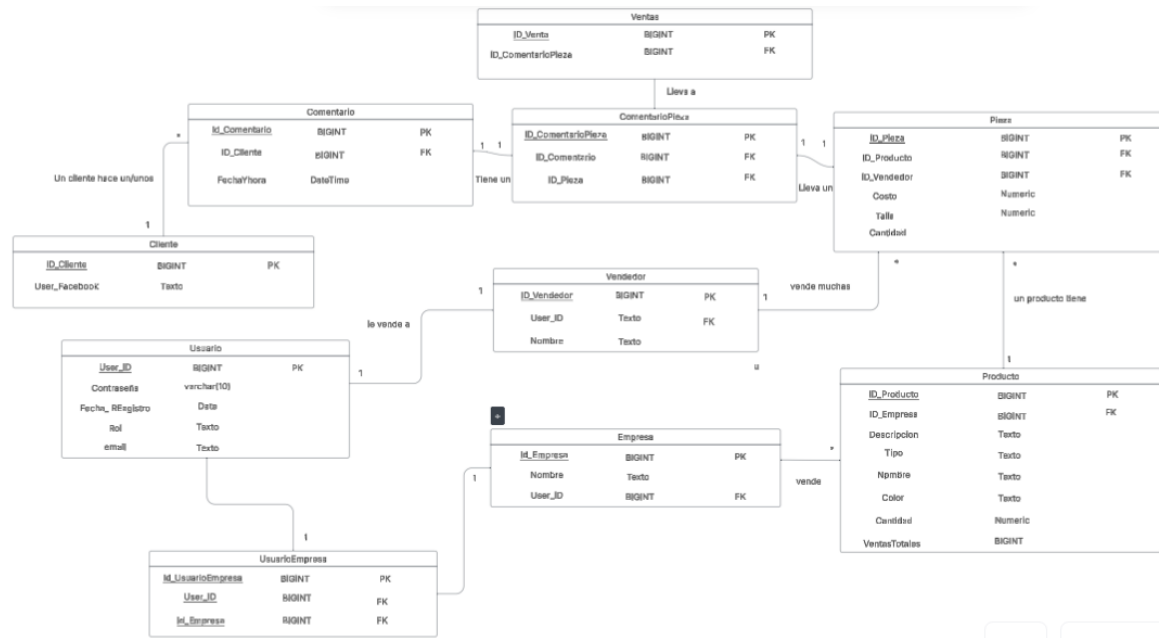 Ventas
ID_Venta BIGINT PK
ID_ComentarioPieza BIGINT FK
Lleva a
Comentario
Id_Comentario BIGINT PK
ID_Cliente BIGINT FK
FechaYhora DateTime
ComentarioPieza
ID_ComentarioPieza BIGINT PK
ID_Comentario BIGINT FK
ID_Pieza BIGINT FK
Pieza
ID_Pieza BIGINT PK
ID_Producto BIGINT FK
ID_Vendedor BIGINT FK
Costo Numeric
Talla Numeric
Cantidad
*
1 1
1 1
Tiene un
Lleva un
Un cliente hace un/unos
1
Cliente
ID_Cliente BIGINT PK
User_Facebook Texto
Vendedor
ID_Vendedor BIGINT PK
User_ID Texto FK
Nombre Texto
1
1
vende muchas
*
*
un producto tiene
1
le vende a
1
Usuario
User_ID BIGINT PK
Contraseña varchar(10)
Fecha_ REgistro Date
Rol Texto
email Texto
Producto
ID_Producto BIGINT PK
ID_Empresa BIGINT FK
Descripcion Texto
Tipo Texto
Npmbre Texto
Color Texto
Cantidad Numeric
VentasTotales BIGINT
Empresa
Id_Empresa BIGINT PK
Nombre Texto
User_ID BIGINT FK
1
*
vende
1
UsuarioEmpresa
Id_UsuarioEmpresa BIGINT PK
User_ID BIGINT FK
Id_Empresa BIGINT FK